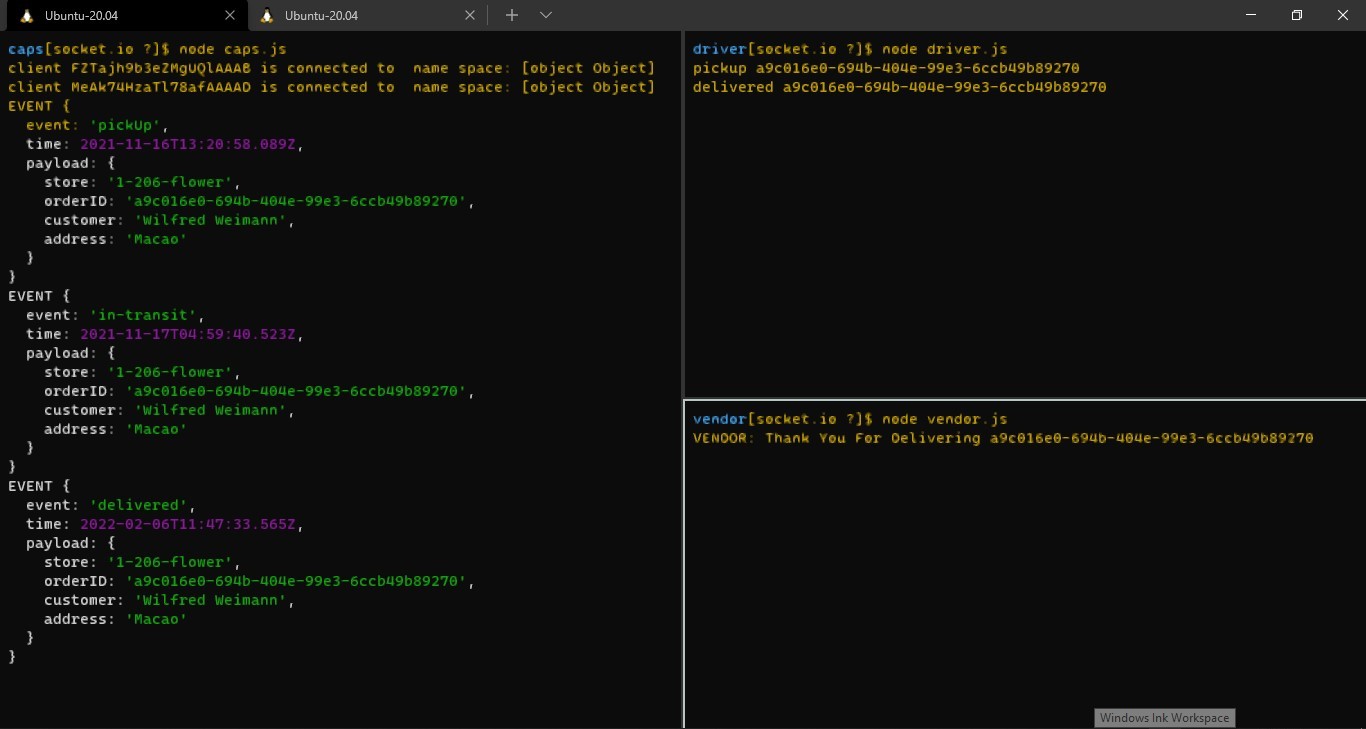 Ubuntu-20.04
Ubuntu-20.04
caps[socket.io ?]$ node caps.js
client FZTajh9b3eZMgUQlAAAB is connected to  name space: [object Object]
client MeAk74HzaTl78afAAAAD is connected to  name space: [object Object]
EVENT {
  event: 'pickUp',
  time: 2021-11-16T13:20:58.089Z,
  payload: {
    store: '1-206-flower',
    orderID: 'a9c016e0-694b-404e-99e3-6ccb49b89270',
    customer: 'Wilfred Weimann',
    address: 'Macao'
  }
}
EVENT {
  event: 'in-transit',
  time: 2021-11-17T04:59:40.523Z,
  payload: {
    store: '1-206-flower',
    orderID: 'a9c016e0-694b-404e-99e3-6ccb49b89270',
    customer: 'Wilfred Weimann',
    address: 'Macao'
  }
}
EVENT {
  event: 'delivered',
  time: 2022-02-06T11:47:33.565Z,
  payload: {
    store: '1-206-flower',
    orderID: 'a9c016e0-694b-404e-99e3-6ccb49b89270',
    customer: 'Wilfred Weimann',
    address: 'Macao'
  }
}
driver[socket.io ?]$ node driver.js
pickup a9c016e0-694b-404e-99e3-6ccb49b89270
delivered a9c016e0-694b-404e-99e3-6ccb49b89270
vendor[socket.io ?]$ node vendor.js
VENDOR: Thank You For Delivering a9c016e0-694b-404e-99e3-6ccb49b89270
Windows Ink Workspace